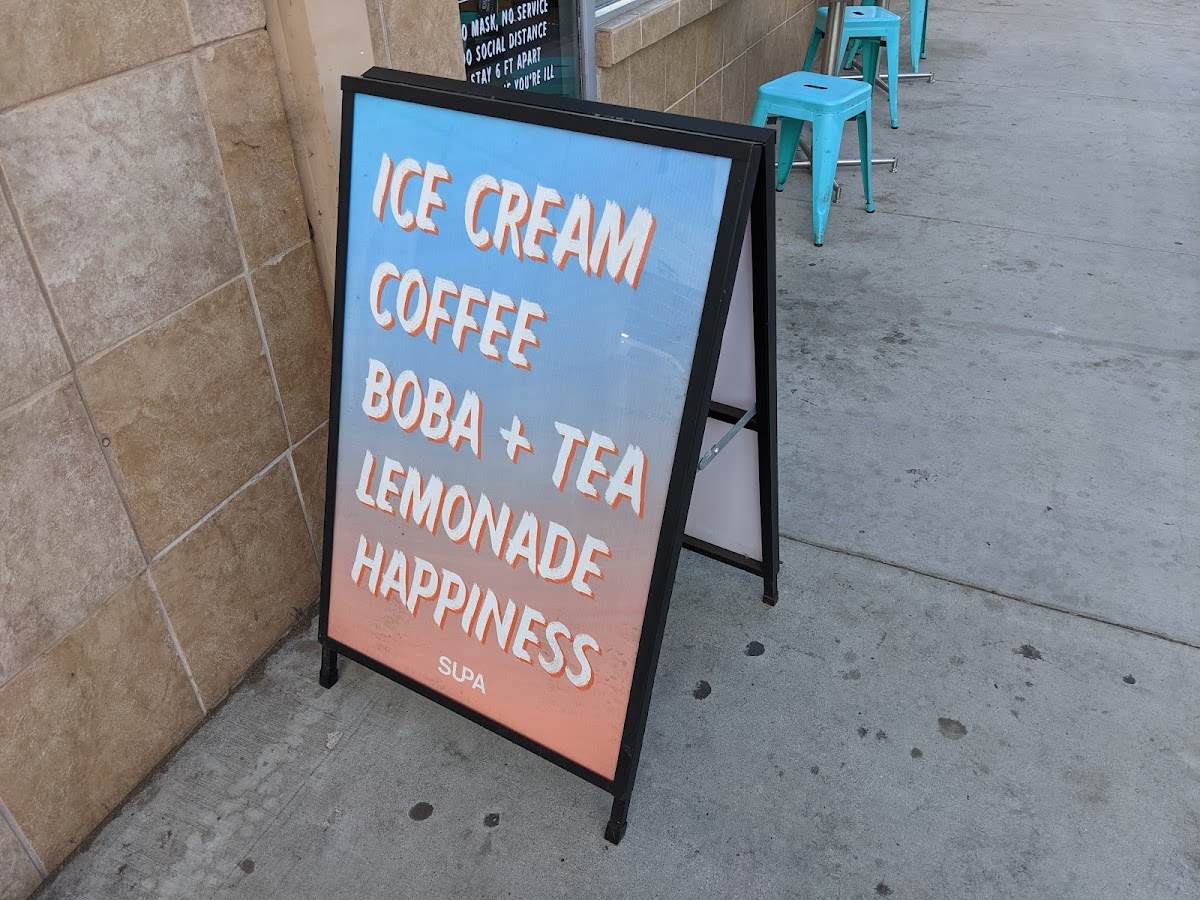 MASK, NO SERVICE
SOCIAL DISTANCE
STAY 6 FT APART
YOU'RE ILL
ICE CREAM
COFFEE
BOBA + TEA
LEMONADE
HAPPINESS
SUPA